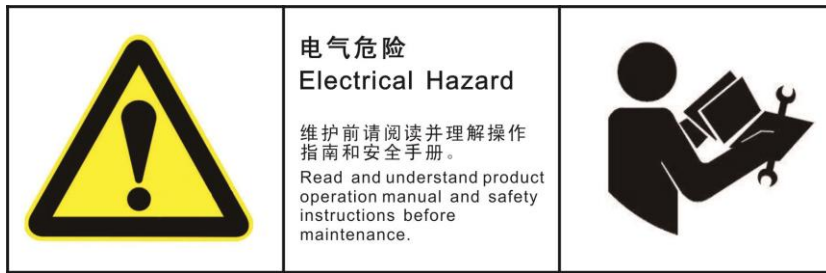 电气危险
Electrical Hazard
维护前请阅读并理解操作
指南和安全手册。
Read and understand product
operation manual and safety
instructions before
maintenance.